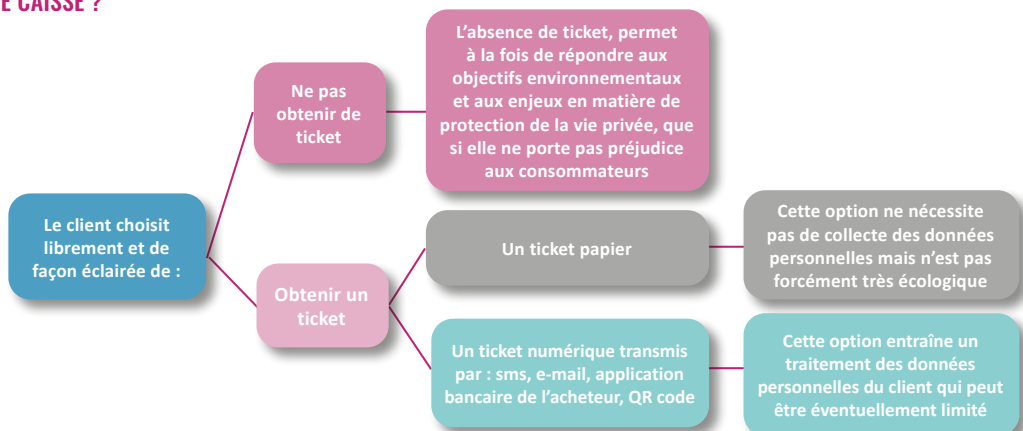 E CAISSE ?
L'absence de ticket, permet
à la fois de répondre aux
objectifs environnementaux
et aux enjeux en matière de
protection de la vie privée, que
si elle ne porte pas préjudice
aux consommateurs
Ne pas
obtenir de
ticket
Le client choisit
librement et de
façon éclairée de :
Obtenir un
ticket
Un ticket papier
Cette option ne nécessite
pas de collecte des données
personnelles mais n'est pas
forcément très écologique
Un ticket numérique transmis
par : sms, e-mail, application
bancaire de l'acheteur, QR code
Cette option entraîne un
traitement des données
personnelles du client qui peut
être éventuellement limité